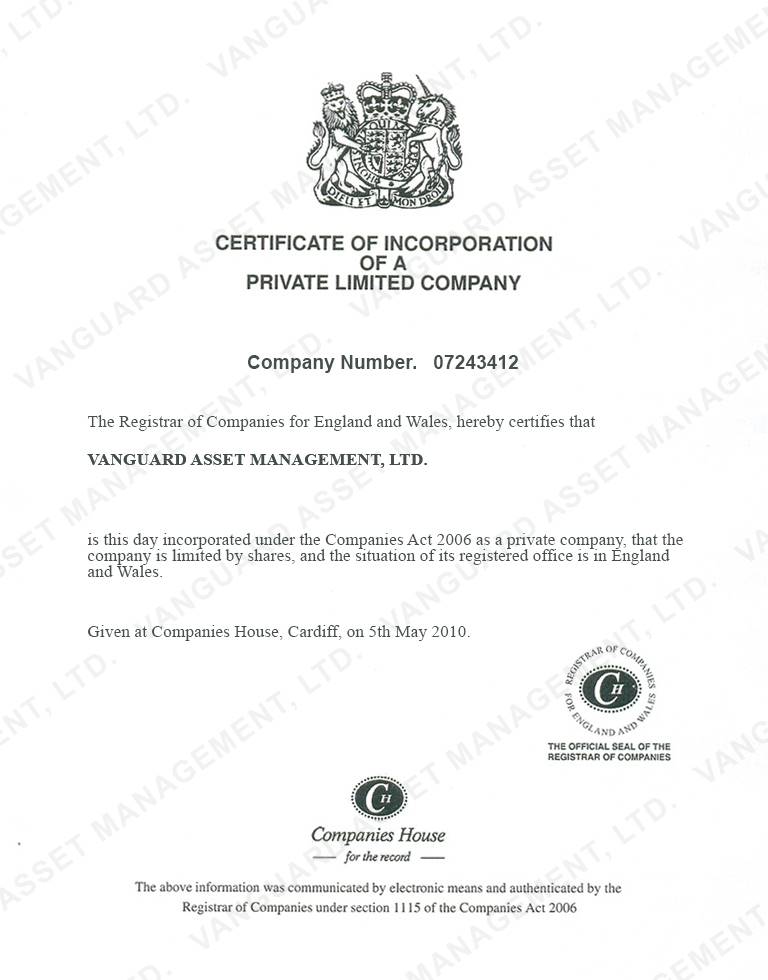 CERTIFICATE OF INCORPORATION
OF A
PRIVATE LIMITED COMPANY
Company Number. 07243412
The Registrar of Companies for England and Wales, hereby certifies that
VANGUARD ASSET MANAGEMENT, LTD.
is this day incorporated under the Companies Act 2006 as a private company, that the
company is limited by shares, and the situation of its registered office is in England
and Wales.
Given at Companies House, Cardiff, on 5th May 2010.
REGISTRAR OF COMPANIES
FOR ENGLAND AND WALES
CH
THE OFFICIAL SEAL OF THE
REGISTRAR OF COMPANIES
CH
Companies House
for the record
The above information was communicated by electronic means and authenticated by the
Registrar of Companies under section 1115 of the Companies Act 2006
DIEU ET MON DROIT
VANGUARD ASSET MANAGEMENT, LTD.